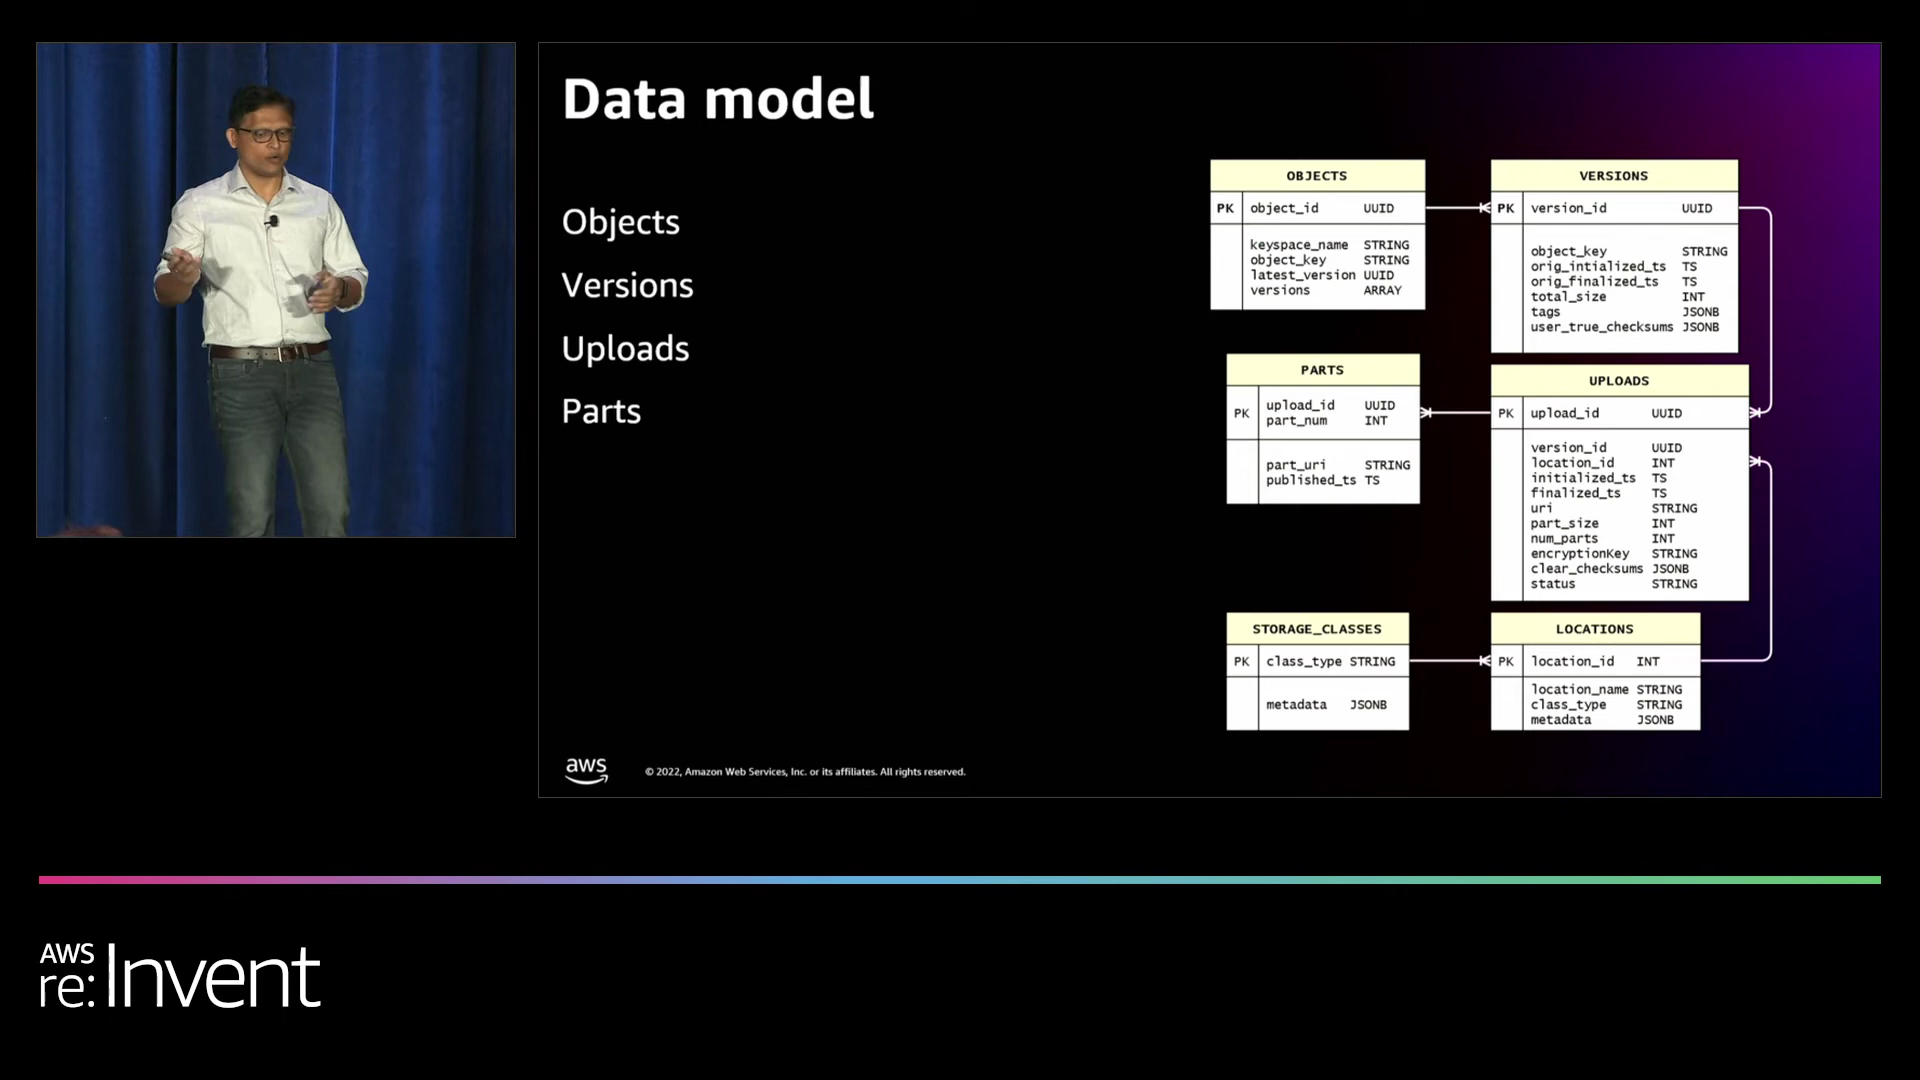 Data model
Objects
Versions
Uploads
Parts
OBJECTS
PK object_id UUID
keyspace_name STRING
object_key STRING
latest_version UUID
versions ARRAY
VERSIONS
PK version_id UUID
object_key STRING
orig_intialized_ts TS
orig_finalized_ts TS
total_size INT
tags JSONB
user_true_checksums JSONB
PARTS
PK upload_id UUID
part_num INT
part_uri STRING
published_ts TS
UPLOADS
PK upload_id UUID
version_id UUID
location_id INT
initialized_ts TS
finalized_ts TS
uri STRING
part_size INT
num_parts INT
encryptionKey STRING
clear_checksums JSONB
status STRING
STORAGE_CLASSES
PK class_type STRING
metadata JSONB
LOCATIONS
PK location_id INT
location_name STRING
class_type STRING
metadata JSONB
aws
© 2022, Amazon Web Services, Inc. or its affiliates. All rights reserved.
AWS
re:Invent